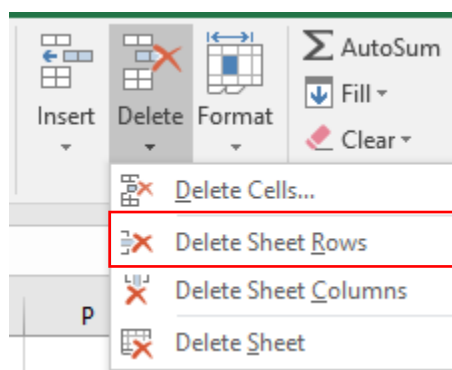 Insert
Delete
Format
Σ AutoSum
Fill
Clear
Delete Cells...
Delete Sheet Rows
Delete Sheet Columns
Delete Sheet
P